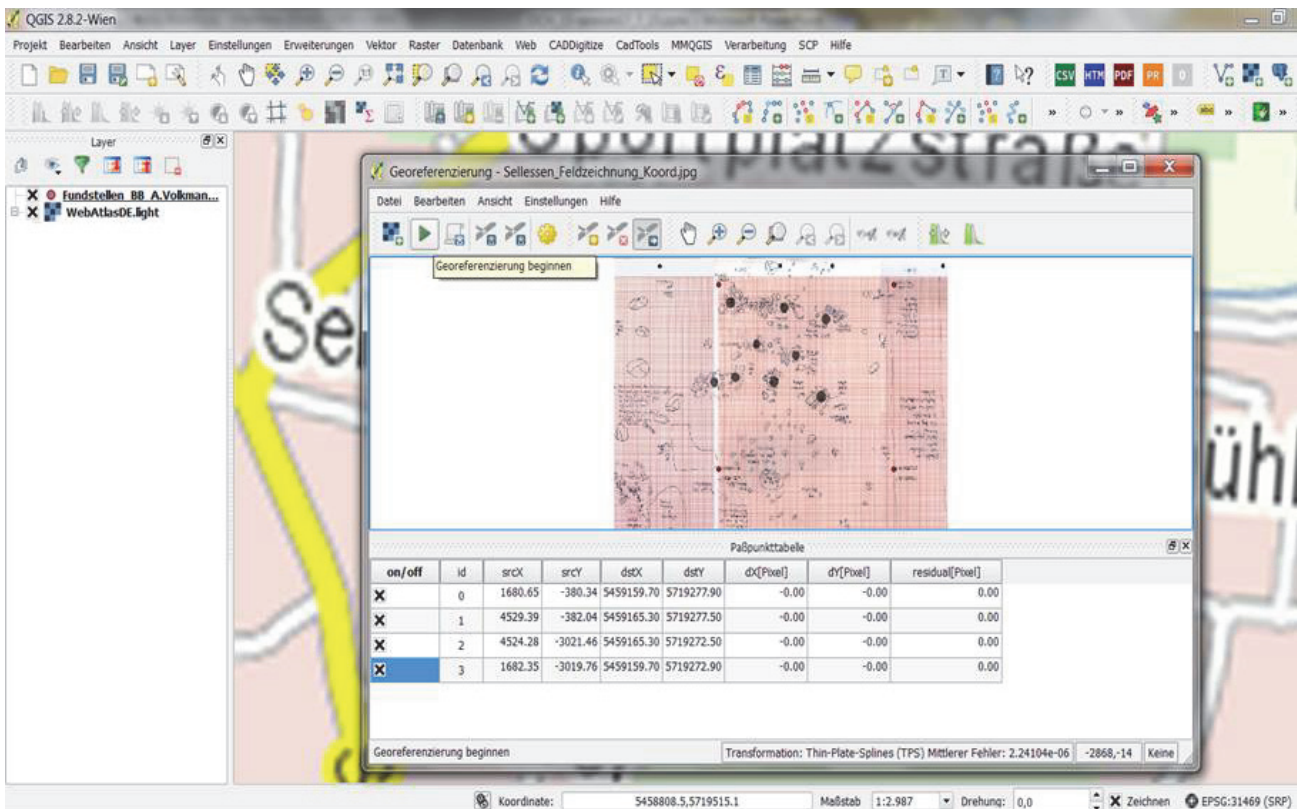 QGIS 2.8.2-Wien
Projekt Bearbeiten Ansicht Layer Einstellungen Erweiterungen Vektor Raster Datenbank Web CADDigitize CadTools MMQGIS Verarbeitung SCP Hilfe
CSV HTM PDF PR
Layer
Fundstellen BB A.Volkman...
WebAtlasDE.light
Sportplatzstraße
Se
ühl
Georeferenzierung - Sellessen_Feldzeichnung_Koord.jpg
Datei Bearbeiten Ansicht Einstellungen Hilfe
Georeferenzierung beginnen
Paßpunkttabelle
on/off id srcX srcY dstX dstY dX[Pixel] dY[Pixel] residual[Pixel]
0 1680.65 -380.34 5459159.70 5719277.90 -0.00 -0.00 0.00
1 4529.39 -382.04 5459165.30 5719277.50 -0.00 -0.00 0.00
2 4524.28 -3021.46 5459165.30 5719272.50 -0.00 -0.00 0.00
3 1682.35 -3019.76 5459159.70 5719272.90 -0.00 -0.00 0.00
Georeferenzierung beginnen Transformation: Thin-Plate-Splines (TPS) Mittlerer Fehler: 2.24104e-06 -2868,-14 Keine
Koordinate: 5458808.5,5719515.1 Maßstab 1:2.987 Drehung: 0,0 Zeichnen EPSG:31469 (SRP)